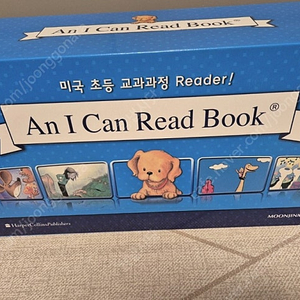 An I Can Read Book®
미국 초등 교과과정 Reader!
An I Can Read Book®
HarperCollinsPublishers
MOONJIN